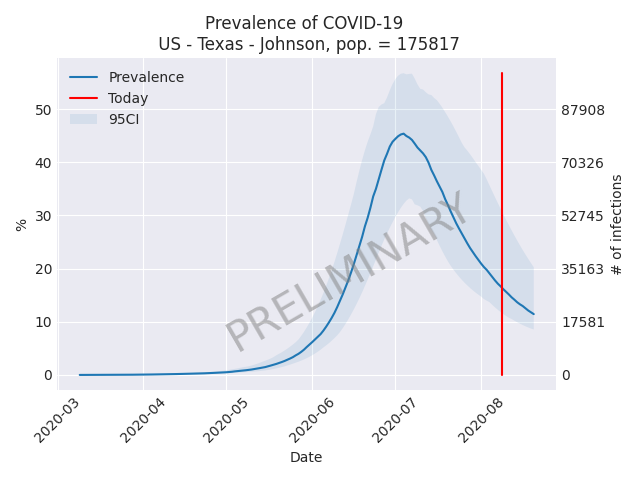 Prevalence of COVID-19
US - Texas - Johnson, pop. = 175817
Prevalence
Today
95CI
%
50
40
30
20
10
0
87908
70326
52745
35163
17581
0
# of infections
PRELIMINARY
2020-03
2020-04
2020-05
2020-06
2020-07
2020-08
Date